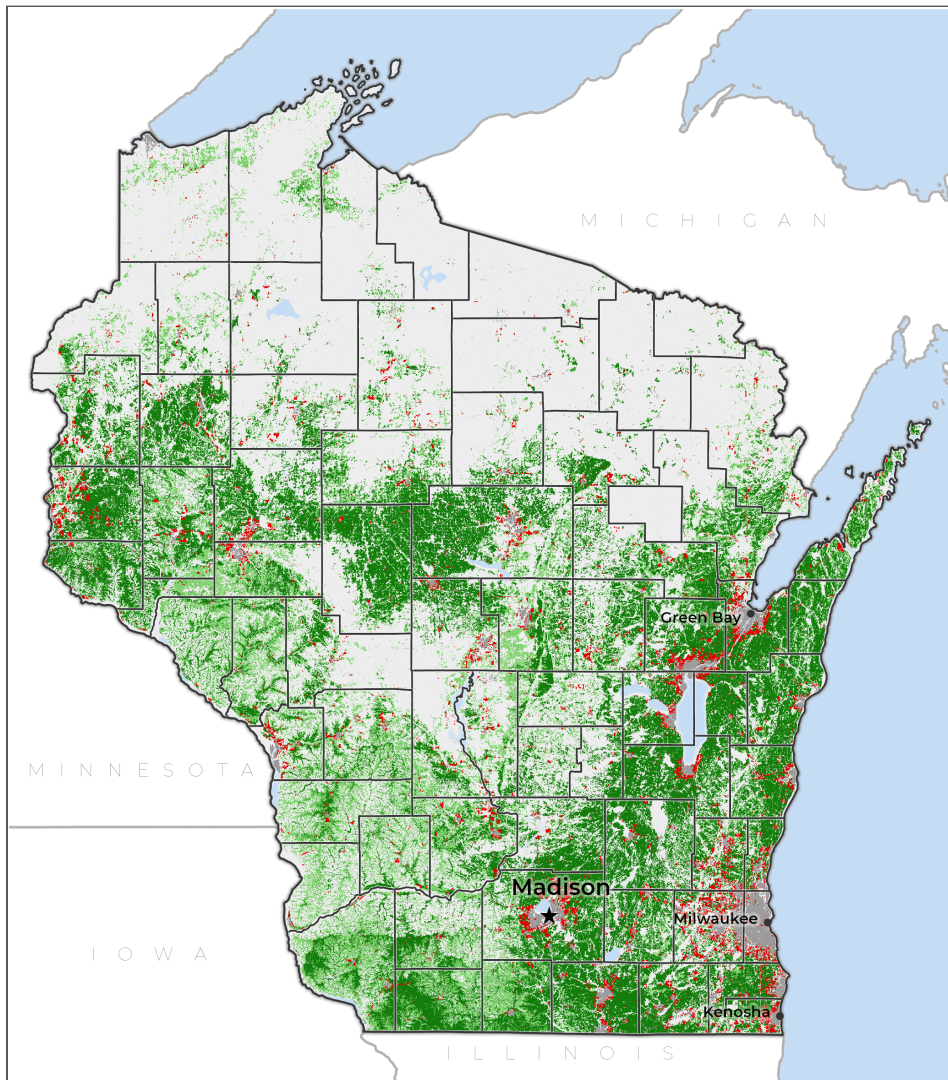 MICHIGAN
Green Bay
MINNESOTA
Madison
Milwaukee
IOWA
Kenosha
ILLINOIS